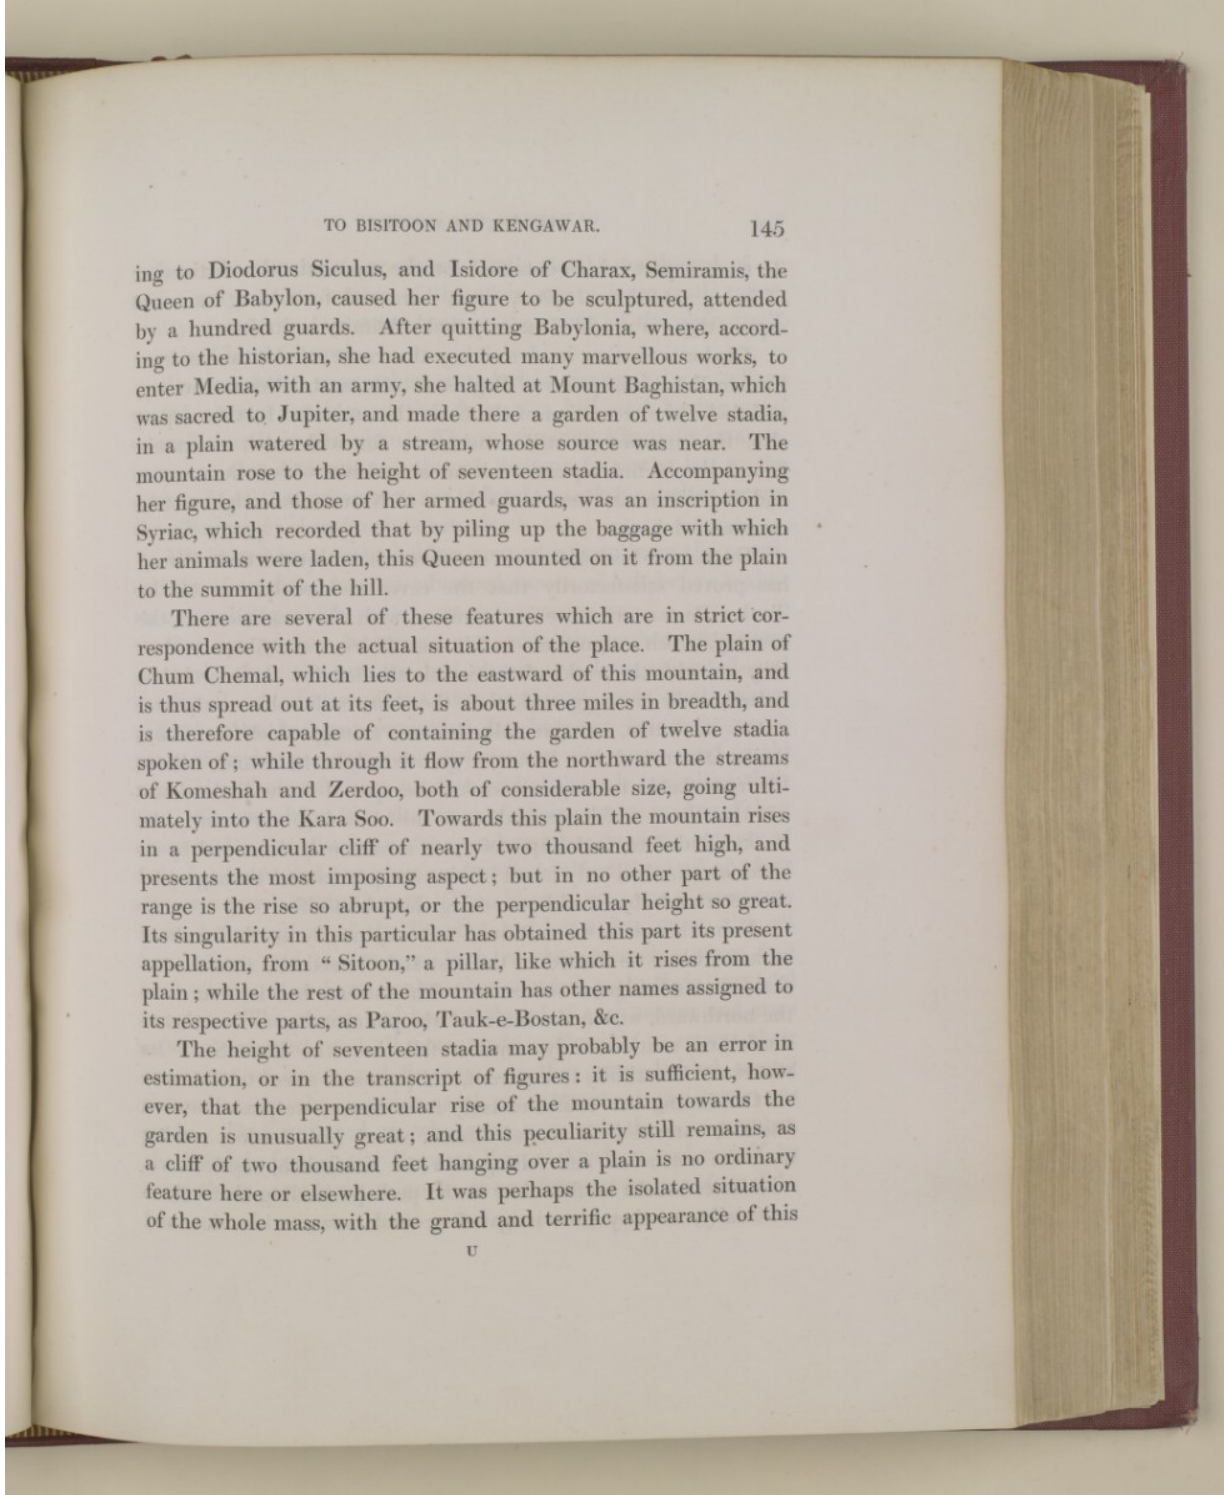 TO BISITOON AND KENGAWAR. 145
ing to Diodorus Siculus, and Isidore of Charax, Semiramis, the
Queen of Babylon, caused her figure to be sculptured, attended
by a hundred guards. After quitting Babylonia, where, accord-
ing to the historian, she had executed many marvellous works, to
enter Media, with an army, she halted at Mount Baghistan, which
was sacred to Jupiter, and made there a garden of twelve stadia,
in a plain watered by a stream, whose source was near. The
mountain rose to the height of seventeen stadia. Accompanying
her figure, and those of her armed guards, was an inscription in
Syriac, which recorded that by piling up the baggage with which
her animals were laden, this Queen mounted on it from the plain
to the summit of the hill.
There are several of these features which are in strict cor-
respondence with the actual situation of the place. The plain of
Chum Chemal, which lies to the eastward of this mountain, and
is thus spread out at its feet, is about three miles in breadth, and
is therefore capable of containing the garden of twelve stadia
spoken of; while through it flow from the northward the streams
of Komeshah and Zerdoo, both of considerable size, going ulti-
mately into the Kara Soo. Towards this plain the mountain rises
in a perpendicular cliff of nearly two thousand feet high, and
presents the most imposing aspect; but in no other part of the
range is the rise so abrupt, or the perpendicular height so great.
Its singularity in this particular has obtained this part its present
appellation, from “ Sitoon,” a pillar, like which it rises from the
plain; while the rest of the mountain has other names assigned to
its respective parts, as Paroo, Tauk-e-Bostan, &c.
The height of seventeen stadia may probably be an error in
estimation, or in the transcript of figures: it is sufficient, how-
ever, that the perpendicular rise of the mountain towards the
garden is unusually great; and this peculiarity still remains, as
a cliff of two thousand feet hanging over a plain is no ordinary
feature here or elsewhere. It was perhaps the isolated situation
of the whole mass, with the grand and terrific appearance of this
U